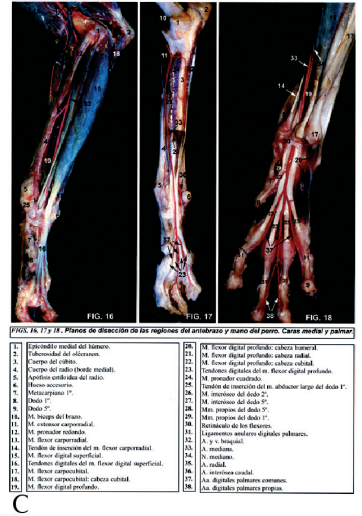 FIG. 16
FIG. 17
FIG. 18
FIGS. 16, 17 y 18. Planos de disección de las regiones del antebrazo y mano del perro. Caras medial y palmar.
1. Epicóndilo medial del húmero.
2. Tuberosidad del olécranon.
3. Cuerpo del cúbito.
4. Cuerpo del radio (borde medial).
5. Apófisis estiloidea del radio.
6. Hueso accesorio.
7. Metacarpiano 1º.
8. Dedo 1º.
9. Dedo 5º.
10. M. bíceps del brazo.
11. M. extensor carporradial.
12. M. pronador redondo.
13. M. flexor carporradial.
14. Tendón de inserción del m. flexor carporradial.
15. M. flexor digital superficial.
16. Tendones digitales del m. flexor digital superficial.
17. M. flexor carpocubital.
18. M. flexor carpocubital: cabeza cubital.
19. M. flexor digital profundo.
20. M. flexor digital profundo: cabeza humeral.
21. M. flexor digital profundo: cabeza radial.
22. M. flexor digital profundo: cabeza cubital.
23. Tendones digitales del m. flexor digital profundo.
24. M. pronador cuadrado.
25. Tendón de inserción del m. abductor largo del dedo 1º.
26. M. interóseo del dedo 2º.
27. M. interóseo del dedo 5º.
28. Mm. propios del dedo 5º.
29. Mm. propios del dedo 1º.
30. Retináculo de los flexores.
31. Ligamentos anulares digitales palmares.
32. A. y v. braquial.
33. A. mediana.
34. N. mediano.
35. A. radial.
36. A. interósea caudal.
37. Aa. digitales palmares comunes.
38. Aa. digitales palmares propias.
C